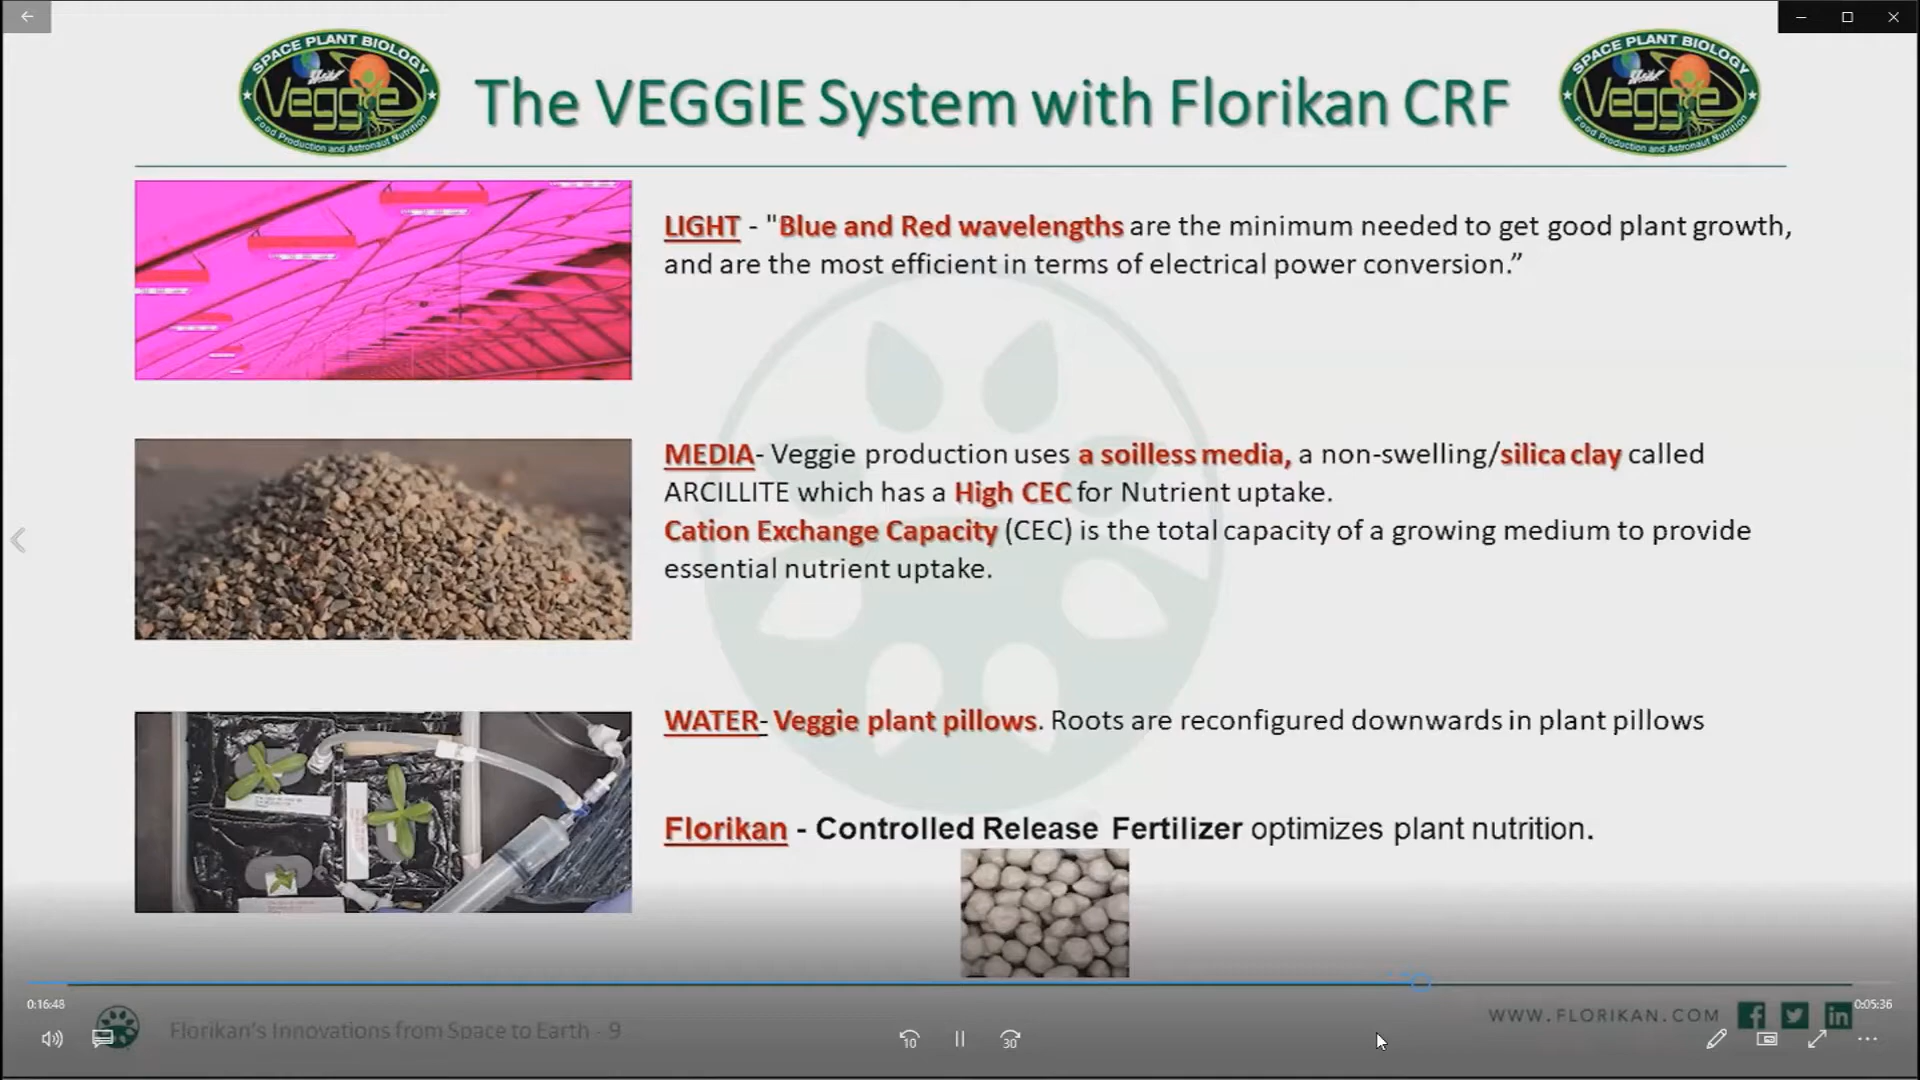 SPACE PLANT BIOLOGY
Veggie
Food Production and Astronaut Nutrition
The VEGGIE System with Florikan CRF
SPACE PLANT BIOLOGY
Veggie
Food Production and Astronaut Nutrition
LIGHT - "Blue and Red wavelengths are the minimum needed to get good plant growth,
and are the most efficient in terms of electrical power conversion.”
MEDIA- Veggie production uses a soilless media, a non-swelling/silica clay called
ARCILLITE which has a High CEC for Nutrient uptake.
Cation Exchange Capacity (CEC) is the total capacity of a growing medium to provide
essential nutrient uptake.
WATER- Veggie plant pillows. Roots are reconfigured downwards in plant pillows
Florikan - Controlled Release Fertilizer optimizes plant nutrition.
0:16:48
0:05:36
Florikan's Innovations from Space to Earth - 9
10
30
WWW.FLORIKAN.COM